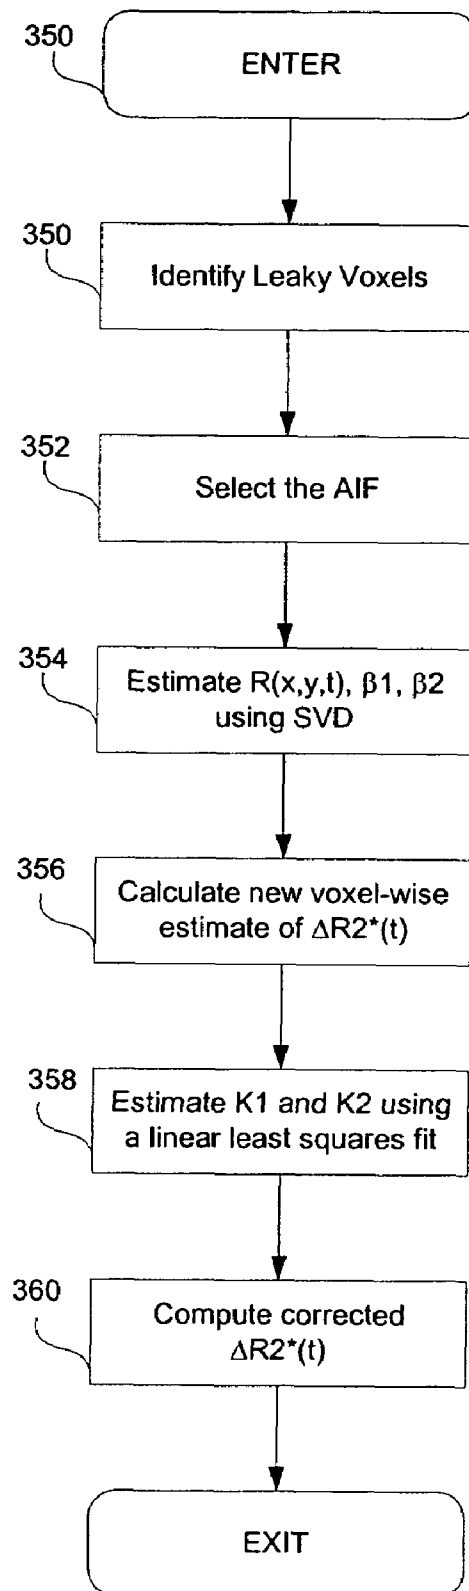 350
ENTER
350
Identify Leaky Voxels
352
Select the AIF
354
Estimate R(x,y,t), β1, β2
using SVD
356
Calculate new voxel-wise
estimate of ΔR2*(t)
358
Estimate K1 and K2 using
a linear least squares fit
360
Compute corrected
ΔR2*(t)
EXIT